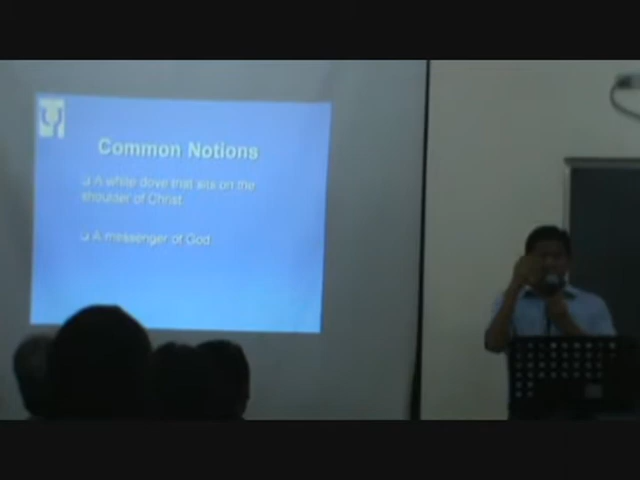 Common Notions
❑ A white dove that sits on the
shoulder of Christ
❑ A messenger of God